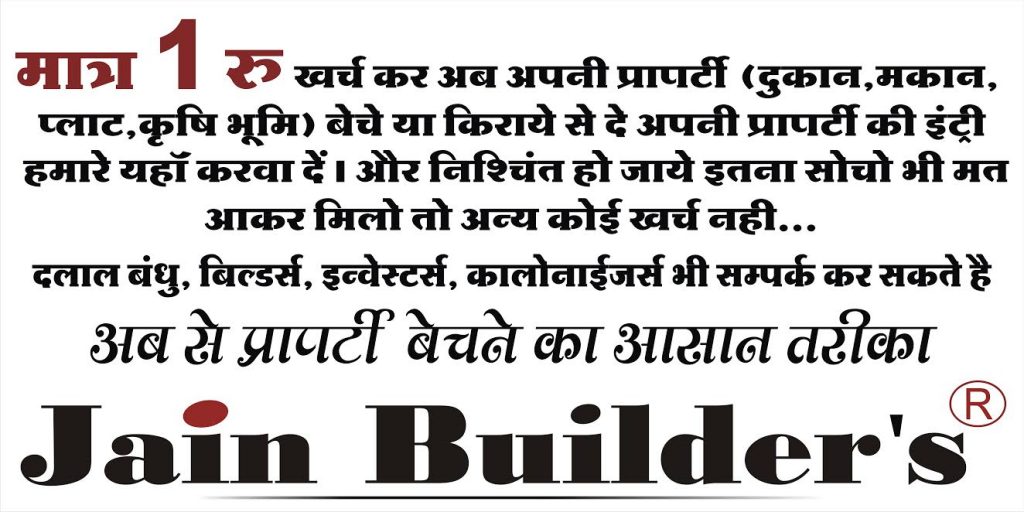 मात्र 1 रु खर्च कर अब अपनी प्रापर्टी (दुकान,मकान,
प्लाट,कृषि भूमि) बेचे या किराये से दे अपनी प्रापर्टी की इंट्री
हमारे यहॉ करवा दें। और निश्चिंत हो जाये इतना सोचो भी मत
आकर मिलो तो अन्य कोई खर्च नही...
दलाल बंधु, बिल्डर्स, इन्वेस्टर्स, कालोनाईजर्स भी सम्पर्क कर सकते है
अब से प्रापर्टी बेचने का आसान तरीका
Jain Builder's ®